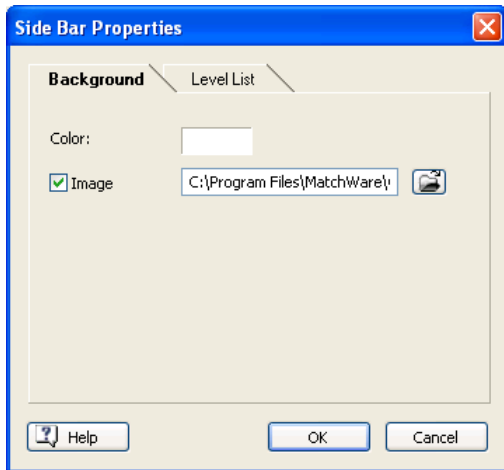 Side Bar Properties
Background Level List
Color:
Image C:\Program Files\MatchWare\
Help OK Cancel